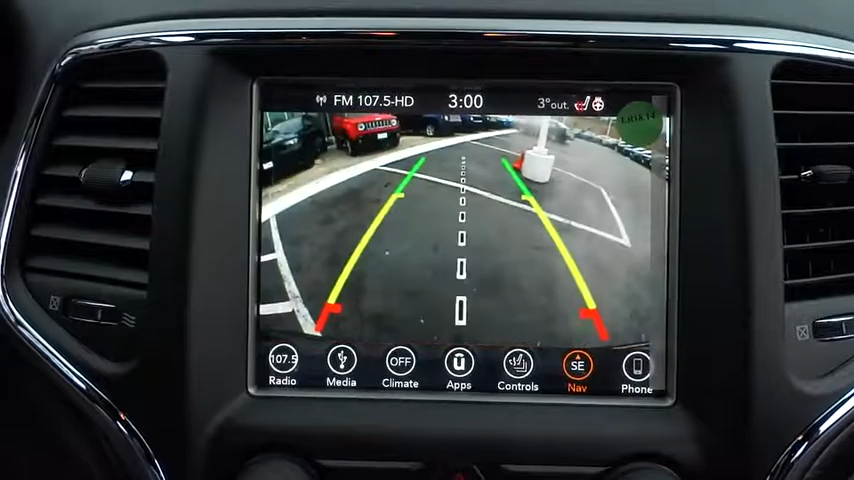 FM 107.5-HD
3:00
3°out.
107.5
OFF
SE
Radio
Media
Climate
Apps
Controls
Nav
Phone